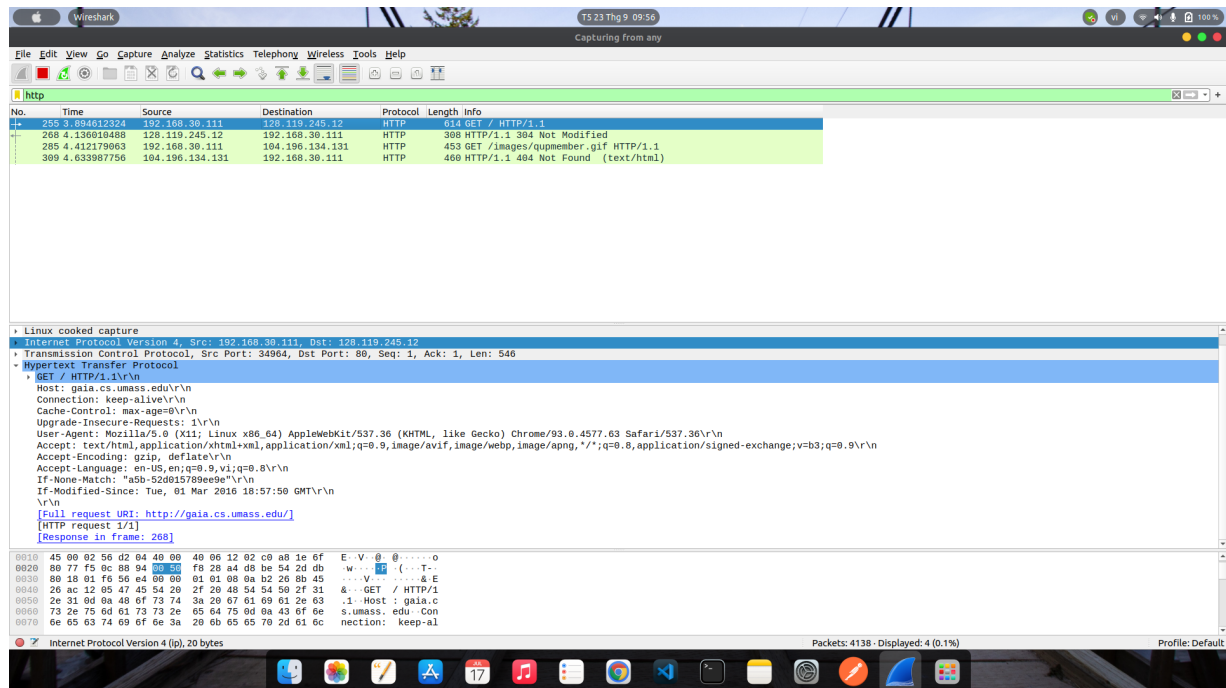 Wireshark
T5 23 Thg 9 09:56
vi
100 %
Capturing from any
File Edit View Go Capture Analyze Statistics Telephony Wireless Tools Help
http
No. Time Source Destination Protocol Length Info
255 3.894612324 192.168.30.111 128.119.245.12 HTTP 614 GET / HTTP/1.1
268 4.136010488 128.119.245.12 192.168.30.111 HTTP 308 HTTP/1.1 304 Not Modified
285 4.412179063 192.168.30.111 104.196.134.131 HTTP 453 GET /images/qupmember.gif HTTP/1.1
309 4.633987756 104.196.134.131 192.168.30.111 HTTP 460 HTTP/1.1 404 Not Found (text/html)
Linux cooked capture
Internet Protocol Version 4, Src: 192.168.30.111, Dst: 128.119.245.12
Transmission Control Protocol, Src Port: 34964, Dst Port: 80, Seq: 1, Ack: 1, Len: 546
Hypertext Transfer Protocol
GET / HTTP/1.1\r\n
Host: gaia.cs.umass.edu\r\n
Connection: keep-alive\r\n
Cache-Control: max-age=0\r\n
Upgrade-Insecure-Requests: 1\r\n
User-Agent: Mozilla/5.0 (X11; Linux x86_64) AppleWebKit/537.36 (KHTML, like Gecko) Chrome/93.0.4577.63 Safari/537.36\r\n
Accept: text/html,application/xhtml+xml,application/xml;q=0.9,image/avif,image/webp,image/apng,*/*;q=0.8,application/signed-exchange;v=b3;q=0.9\r\n
Accept-Encoding: gzip, deflate\r\n
Accept-Language: en-US,en;q=0.9,vi;q=0.8\r\n
If-None-Match: "a5b-52d015789ee9e"\r\n
If-Modified-Since: Tue, 01 Mar 2016 18:57:50 GMT\r\n
\r\n
[Full request URI: http://gaia.cs.umass.edu/]
[HTTP request 1/1]
[Response in frame: 268]
0010 45 00 02 56 d2 04 40 00 40 06 12 02 c0 a8 1e 6f E··V··@· @······o
0020 80 77 f5 0c 88 94 00 50 f8 28 a4 d8 be 54 2d db ·w·····P ·(···T-·
0030 80 18 01 f6 56 e4 00 00 01 01 08 0a b2 26 8b 45 ····V··· ·····&·E
0040 26 ac 12 05 47 45 54 20 2f 20 48 54 54 50 2f 31 &···GET / HTTP/1
0050 2e 31 0d 0a 48 6f 73 74 3a 20 67 61 69 61 2e 63 .1··Host : gaia.c
0060 73 2e 75 6d 61 73 73 2e 65 64 75 0d 0a 43 6f 6e s.umass. edu··Con
0070 6e 65 63 74 69 6f 6e 3a 20 6b 65 65 70 2d 61 6c nection: keep-al
Internet Protocol Version 4 (ip), 20 bytes
Packets: 4138 · Displayed: 4 (0.1%)
Profile: Default
JUL
17